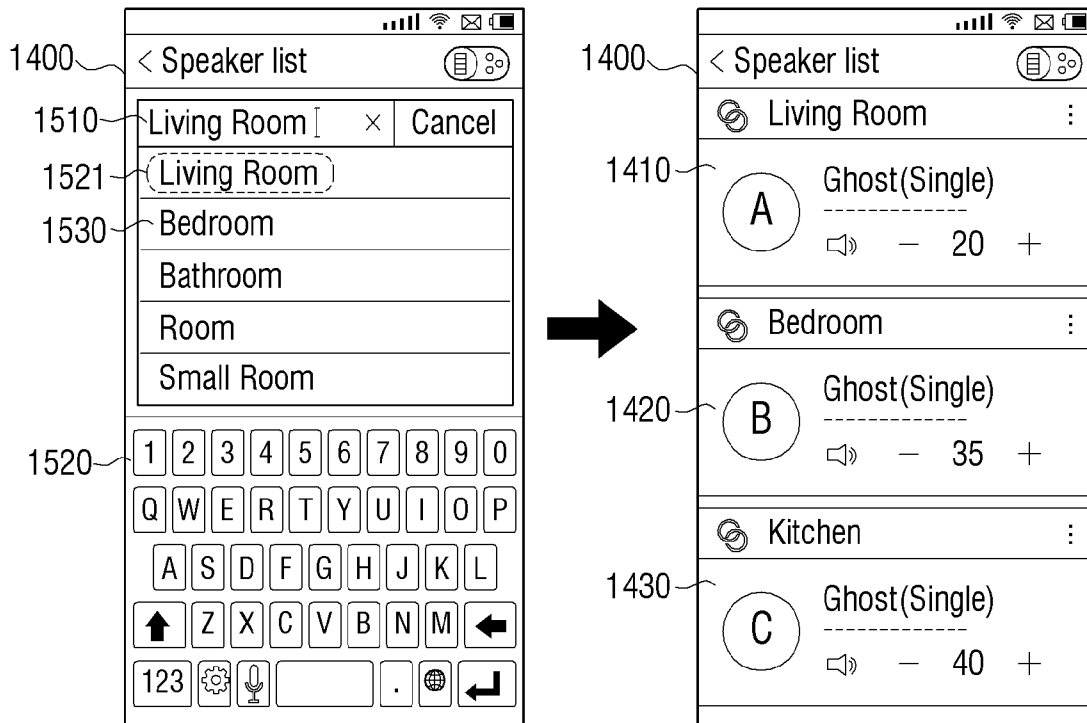 1400
< Speaker list
1510
Living Room × Cancel
1521
Living Room
1530
Bedroom
Bathroom
Room
Small Room
1520
1 2 3 4 5 6 7 8 9 0
Q W E R T Y U I O P
A S D F G H J K L
Z X C V B N M
123 .
1400
< Speaker list
Living Room
1410
A
Ghost(Single)
− 20 +
Bedroom
1420
B
Ghost(Single)
− 35 +
Kitchen
1430
C
Ghost(Single)
− 40 +